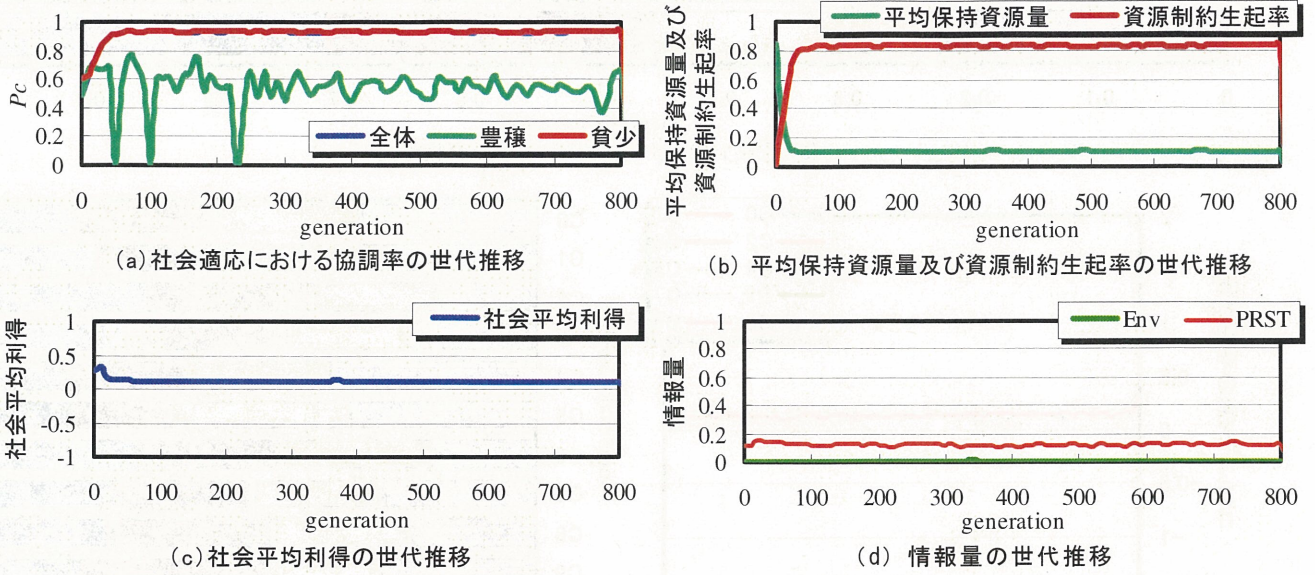 Pc
1
0.8
0.6
0.4
0.2
0
全体 豊穣 貧少
0 100 200 300 400 500 600 700 800
generation
(a)社会適応における協調率の世代推移
平均保持資源量及び
資源制約生起率
平均保持資源量 資源制約生起率
1
0.8
0.6
0.4
0.2
0
0 100 200 300 400 500 600 700 800
generation
(b) 平均保持資源量及び資源制約生起率の世代推移
社会平均利得
社会平均利得
1
0.5
0
-0.5
-1
0 100 200 300 400 500 600 700 800
generation
(c)社会平均利得の世代推移
情報量
Env PRST
1
0.8
0.6
0.4
0.2
0
0 100 200 300 400 500 600 700 800
generation
(d) 情報量の世代推移